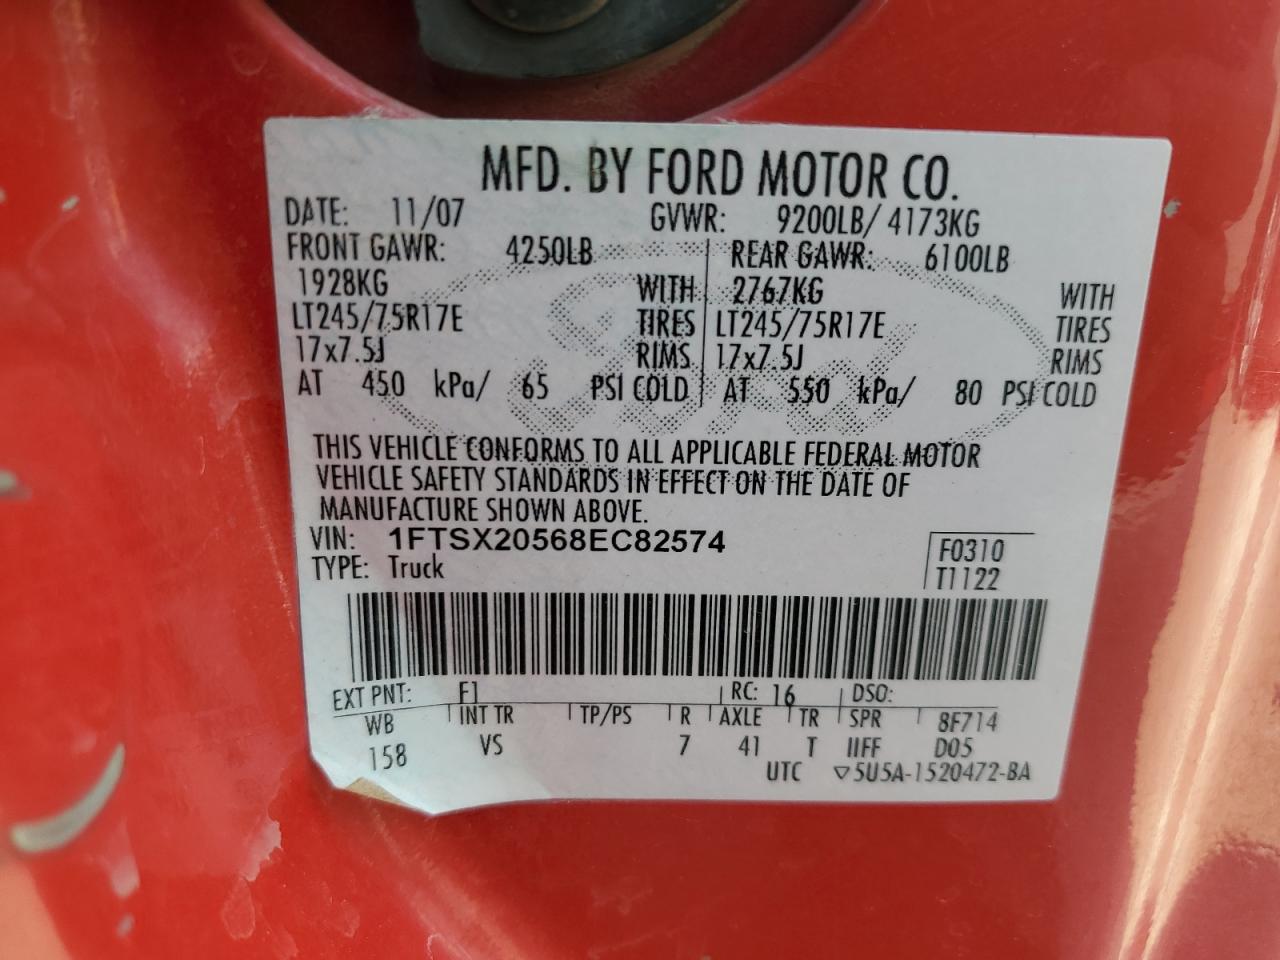 MFD. BY FORD MOTOR CO.
DATE: 11/07 GVWR: 9200LB/ 4173KG
FRONT GAWR: 4250LB REAR GAWR: 6100LB
1928KG WITH 2767KG WITH
LT245/75R17E TIRES LT245/75R17E TIRES
17x7.5J RIMS 17x7.5J RIMS
AT 450 kPa/ 65 PSI COLD AT 550 kPa/ 80 PSI COLD
THIS VEHICLE CONFORMS TO ALL APPLICABLE FEDERAL MOTOR
VEHICLE SAFETY STANDARDS IN EFFECT ON THE DATE OF
MANUFACTURE SHOWN ABOVE.
VIN: 1FTSX20568EC82574 F0310
TYPE: Truck T1122
EXT PNT: F1 RC: 16 DSO:
WB INT TR TP/PS R AXLE TR SPR 8F714
158 VS 7 41 T IIFF D05
UTC ▽5U5A-1520472-BA